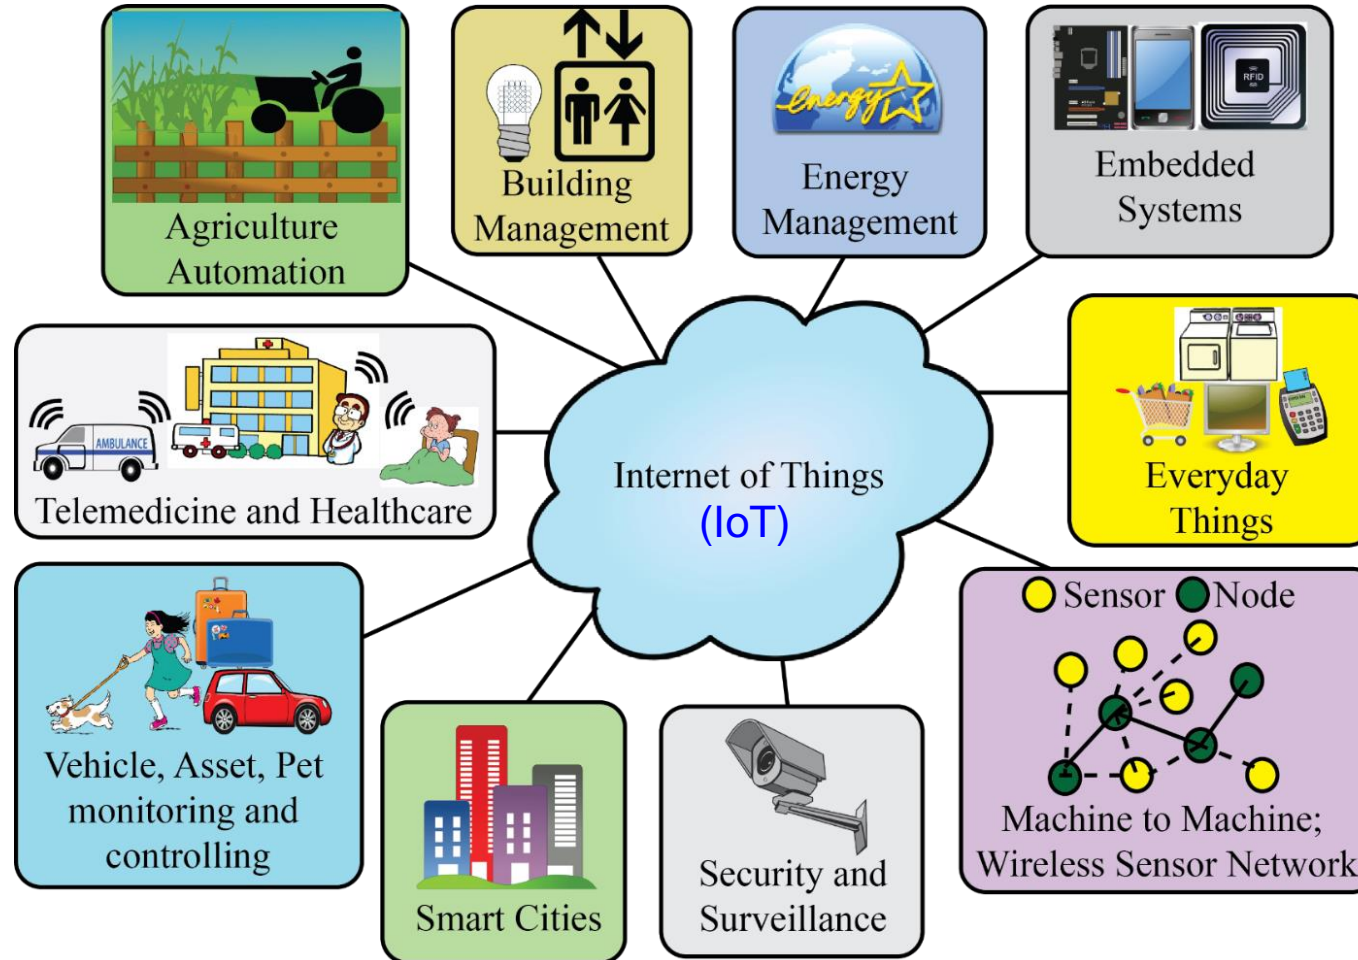 Agriculture
Automation
Building
Management
energy
Energy
Management
RFID
Embedded
Systems
AMBULANCE
Telemedicine and Healthcare
Internet of Things
(IoT)
Everyday
Things
Vehicle, Asset, Pet
monitoring and
controlling
Smart Cities
Security and
Surveillance
Sensor Node
Machine to Machine;
Wireless Sensor Network